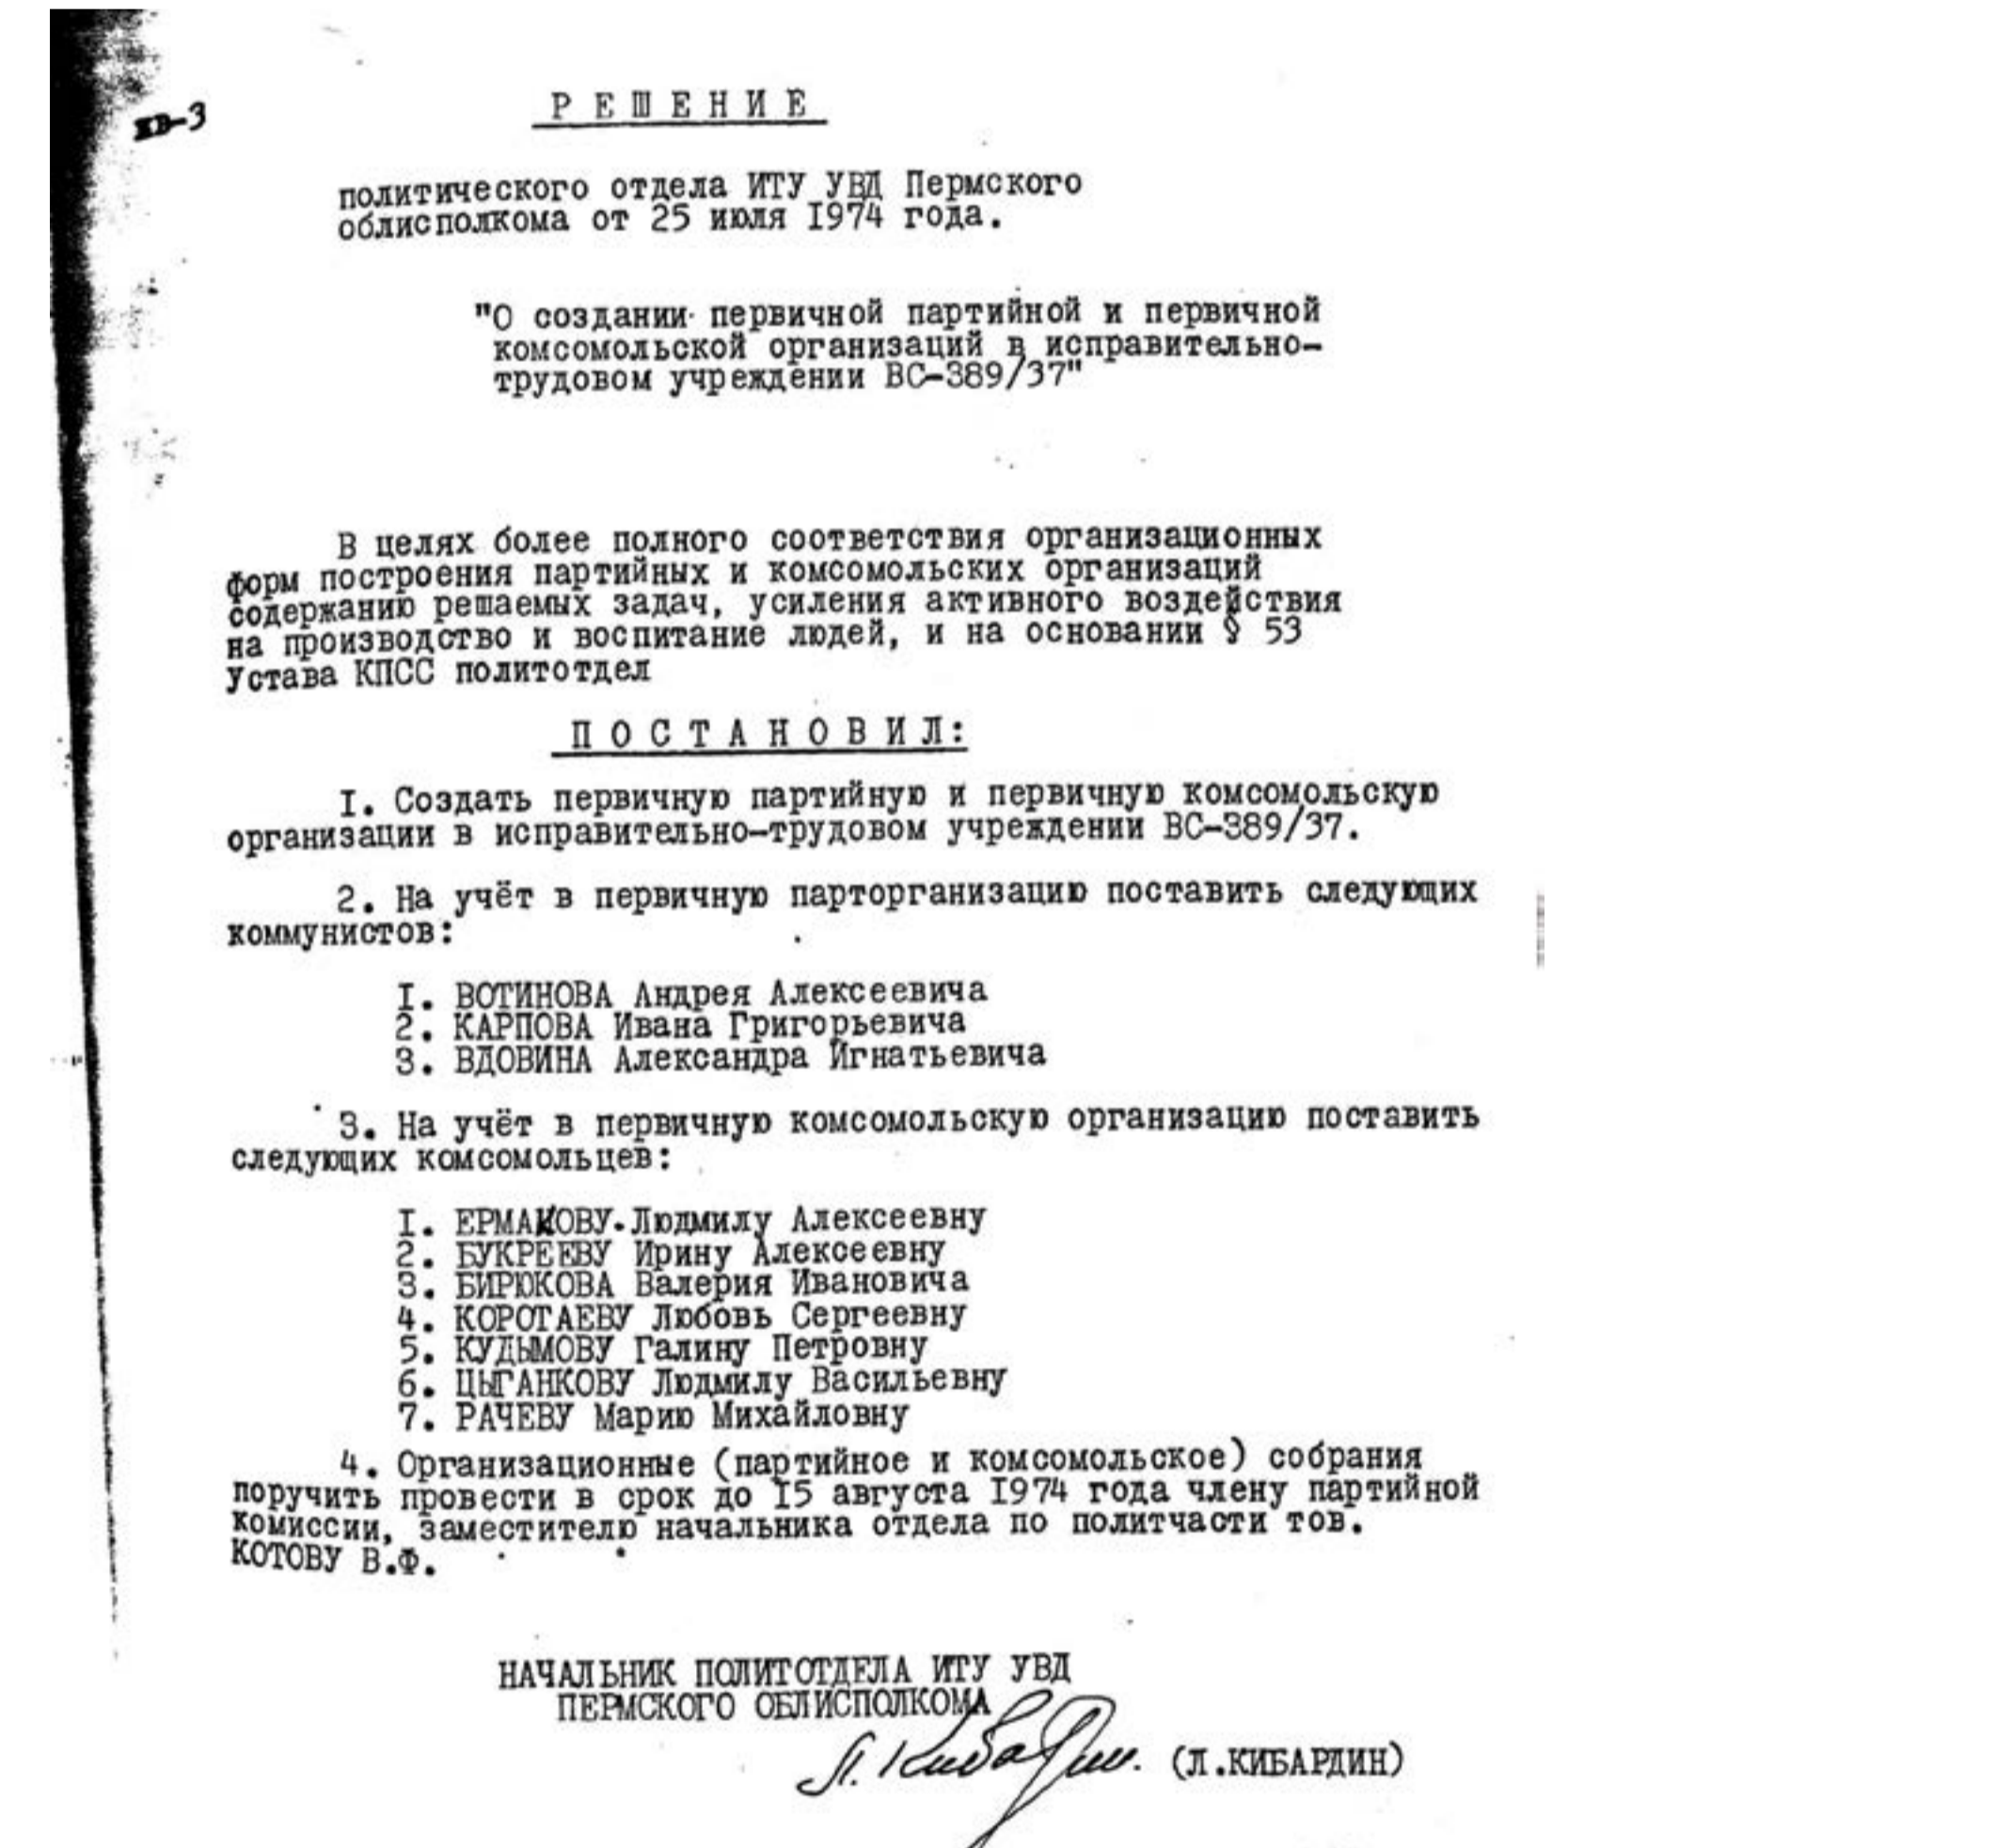 хв-3
Р Е Ш Е Н И Е
политического отдела ИТУ УВД Пермского
облисполкома от 25 июля 1974 года.
"О создании первичной партийной и первичной
комсомольской организаций в исправительно-
трудовом учреждении ВС-389/37"
В целях более полного соответствия организационных
форм построения партийных и комсомольских организаций
содержанию решаемых задач, усиления активного воздействия
на производство и воспитание людей, и на основании § 53
Устава КПСС политотдел
П О С Т А Н О В И Л:
I. Создать первичную партийную и первичную комсомольскую
организации в исправительно-трудовом учреждении ВС-389/37.
2. На учёт в первичную парторганизацию поставить следующих
коммунистов:
I. ВОТИНОВА Андрея Алексеевича
2. КАРПОВА Ивана Григорьевича
3. ВДОВИНА Александра Игнатьевича
3. На учёт в первичную комсомольскую организацию поставить
следующих комсомольцев:
I. ЕРМАКОВУ Людмилу Алексеевну
2. БУКРЕЕВУ Ирину Алексеевну
3. БИРЮКОВА Валерия Ивановича
4. КОРОТАЕВУ Любовь Сергеевну
5. КУДЫМОВУ Галину Петровну
6. ЦЫГАНКОВУ Людмилу Васильевну
7. РАЧЕВУ Марию Михайловну
4. Организационные (партийное и комсомольское) собрания
поручить провести в срок до I5 августа I974 года члену партийной
комиссии, заместителю начальника отдела по политчасти тов.
КОТОВУ В.Ф.
НАЧАЛЬНИК ПОЛИТОТДЕЛА ИТУ УВД
ПЕРМСКОГО ОБЛИСПОЛКОМА
Л. Кибардин. (Л.КИБАРДИН)